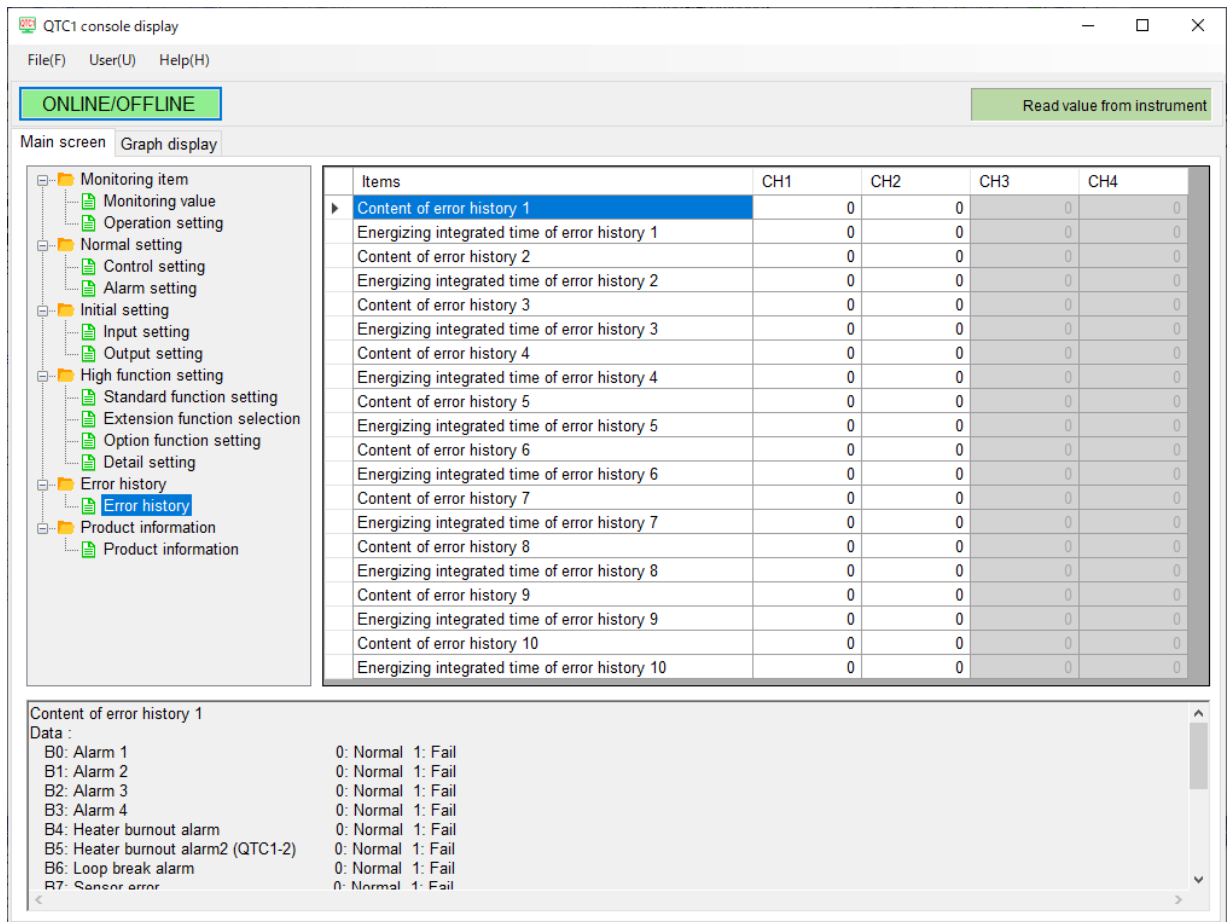 QTC1 console display
File(F) User(U) Help(H)
ONLINE/OFFLINE
Read value from instrument
Main screen Graph display
Monitoring item
Monitoring value
Operation setting
Normal setting
Control setting
Alarm setting
Initial setting
Input setting
Output setting
High function setting
Standard function setting
Extension function selection
Option function setting
Detail setting
Error history
Error history
Product information
Product information
Items CH1 CH2 CH3 CH4
Content of error history 1 0 0 0 0
Energizing integrated time of error history 1 0 0 0 0
Content of error history 2 0 0 0 0
Energizing integrated time of error history 2 0 0 0 0
Content of error history 3 0 0 0 0
Energizing integrated time of error history 3 0 0 0 0
Content of error history 4 0 0 0 0
Energizing integrated time of error history 4 0 0 0 0
Content of error history 5 0 0 0 0
Energizing integrated time of error history 5 0 0 0 0
Content of error history 6 0 0 0 0
Energizing integrated time of error history 6 0 0 0 0
Content of error history 7 0 0 0 0
Energizing integrated time of error history 7 0 0 0 0
Content of error history 8 0 0 0 0
Energizing integrated time of error history 8 0 0 0 0
Content of error history 9 0 0 0 0
Energizing integrated time of error history 9 0 0 0 0
Content of error history 10 0 0 0 0
Energizing integrated time of error history 10 0 0 0 0
Content of error history 1
Data :
B0: Alarm 1 0: Normal 1: Fail
B1: Alarm 2 0: Normal 1: Fail
B2: Alarm 3 0: Normal 1: Fail
B3: Alarm 4 0: Normal 1: Fail
B4: Heater burnout alarm 0: Normal 1: Fail
B5: Heater burnout alarm2 (QTC1-2) 0: Normal 1: Fail
B6: Loop break alarm 0: Normal 1: Fail
B7: Sensor error 0: Normal 1: Fail